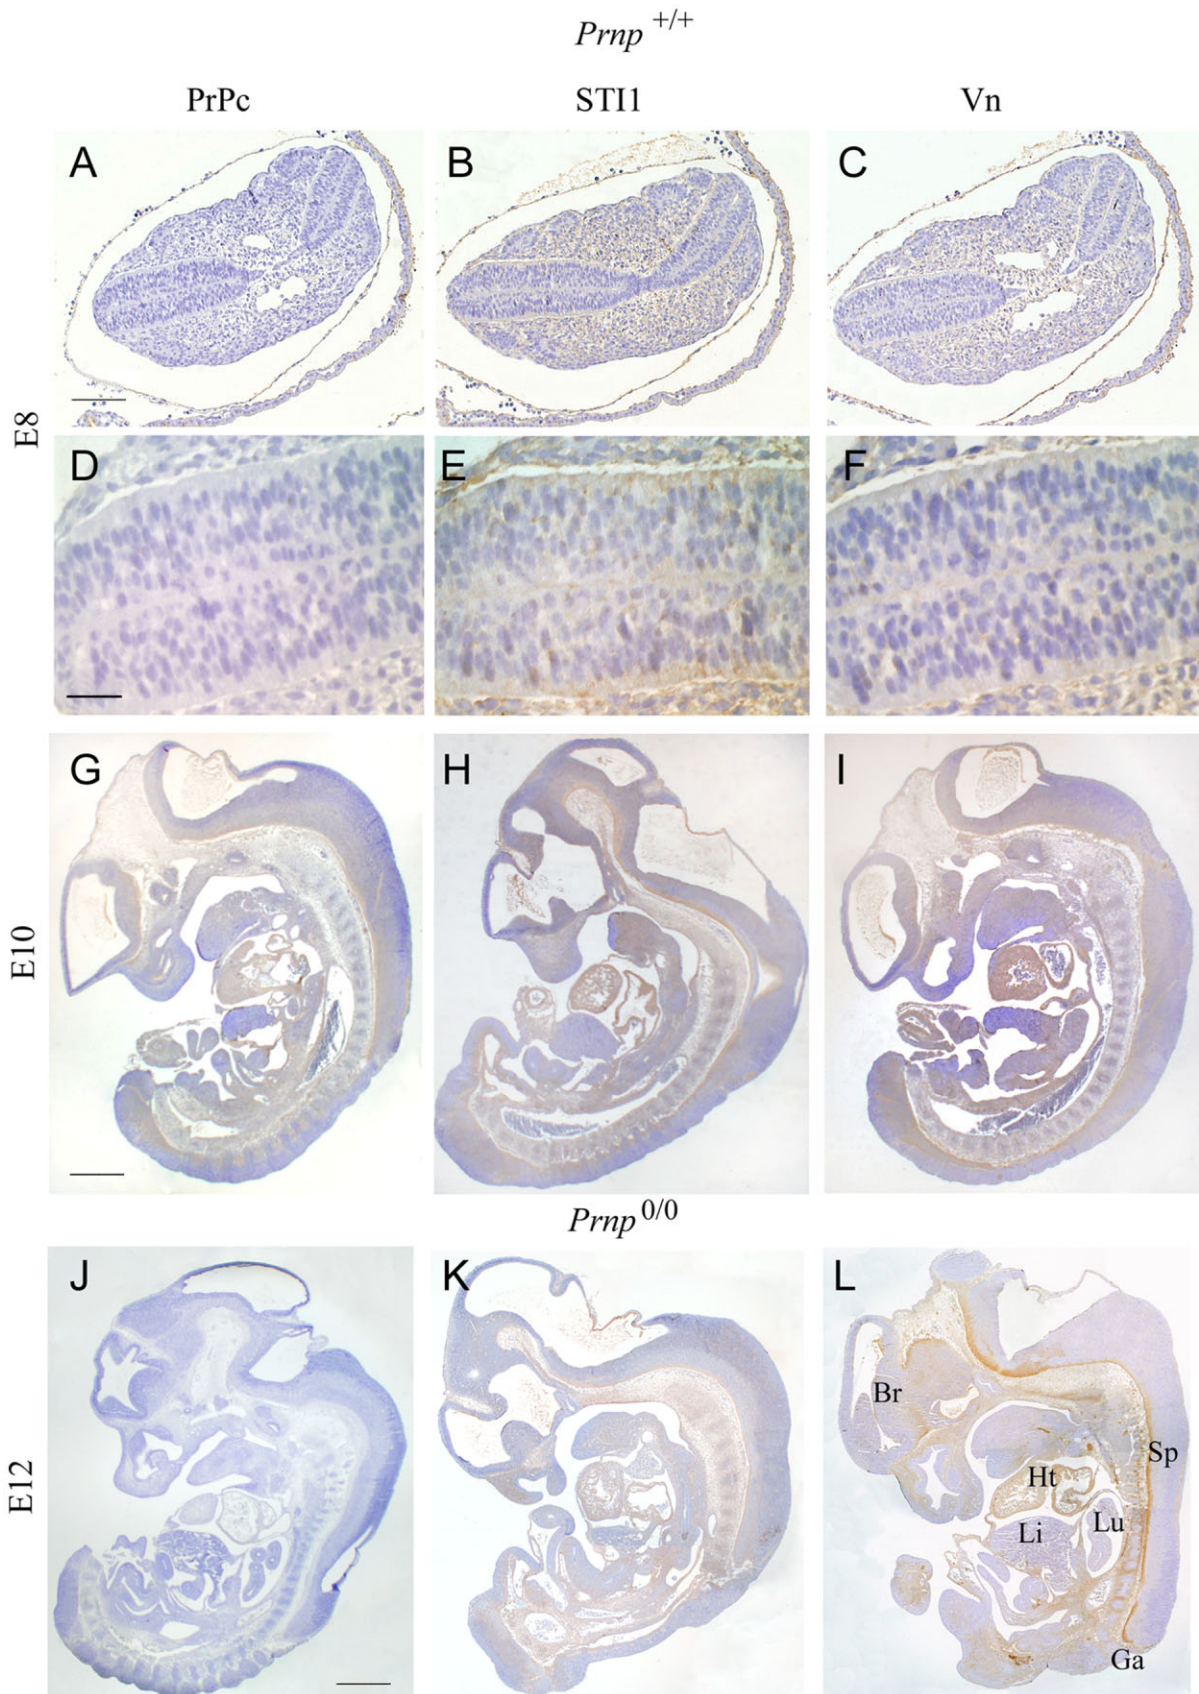 Prnp +/+
PrPc STI1 Vn
A B C
E8
D E F
G H I
E10
Prnp 0/0
J K L
E12
Br
Sp
Ht
Lu
Li
Ga